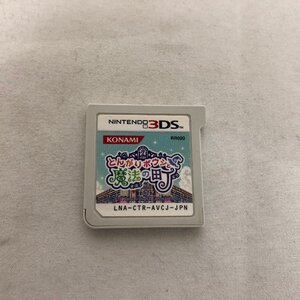 NINTENDO 3DS
KONAMI
とんがりボウシと
魔法の町
LNA-CTR-AVCJ-JPN